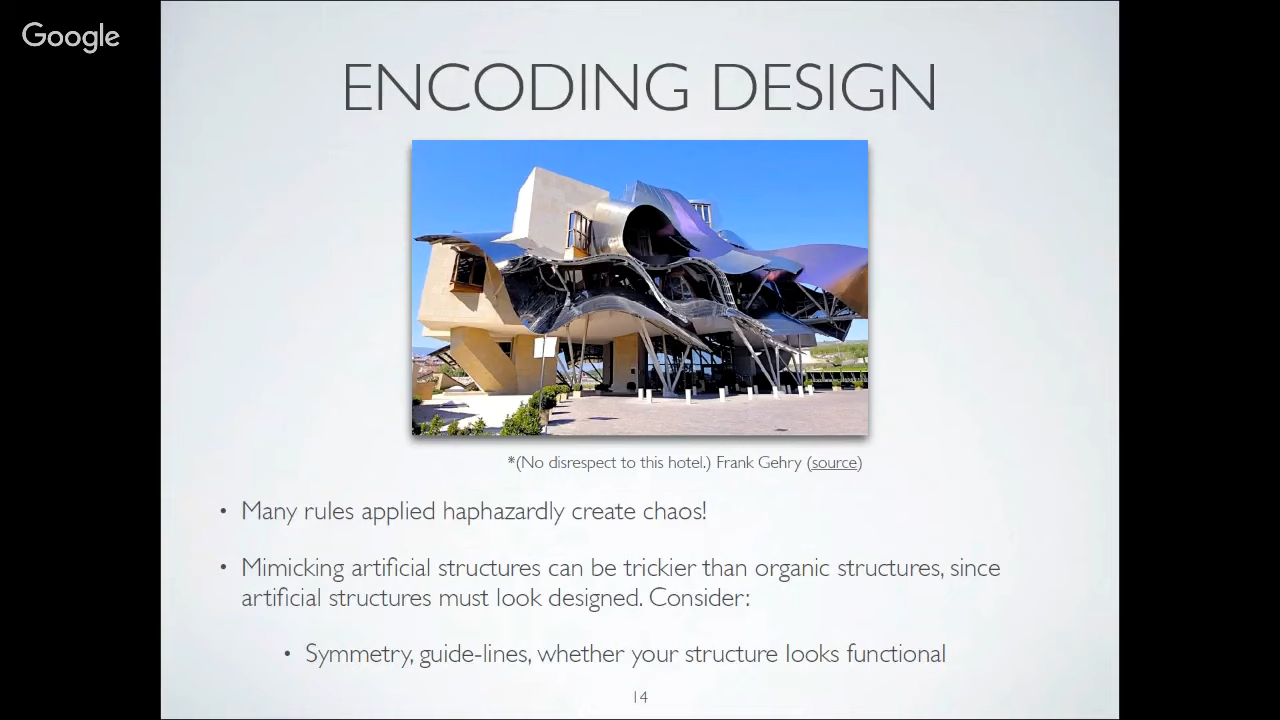 Google
ENCODING DESIGN
*(No disrespect to this hotel.) Frank Gehry (source)
• Many rules applied haphazardly create chaos!
• Mimicking artificial structures can be trickier than organic structures, since
artificial structures must look designed. Consider:
• Symmetry, guide-lines, whether your structure looks functional
14